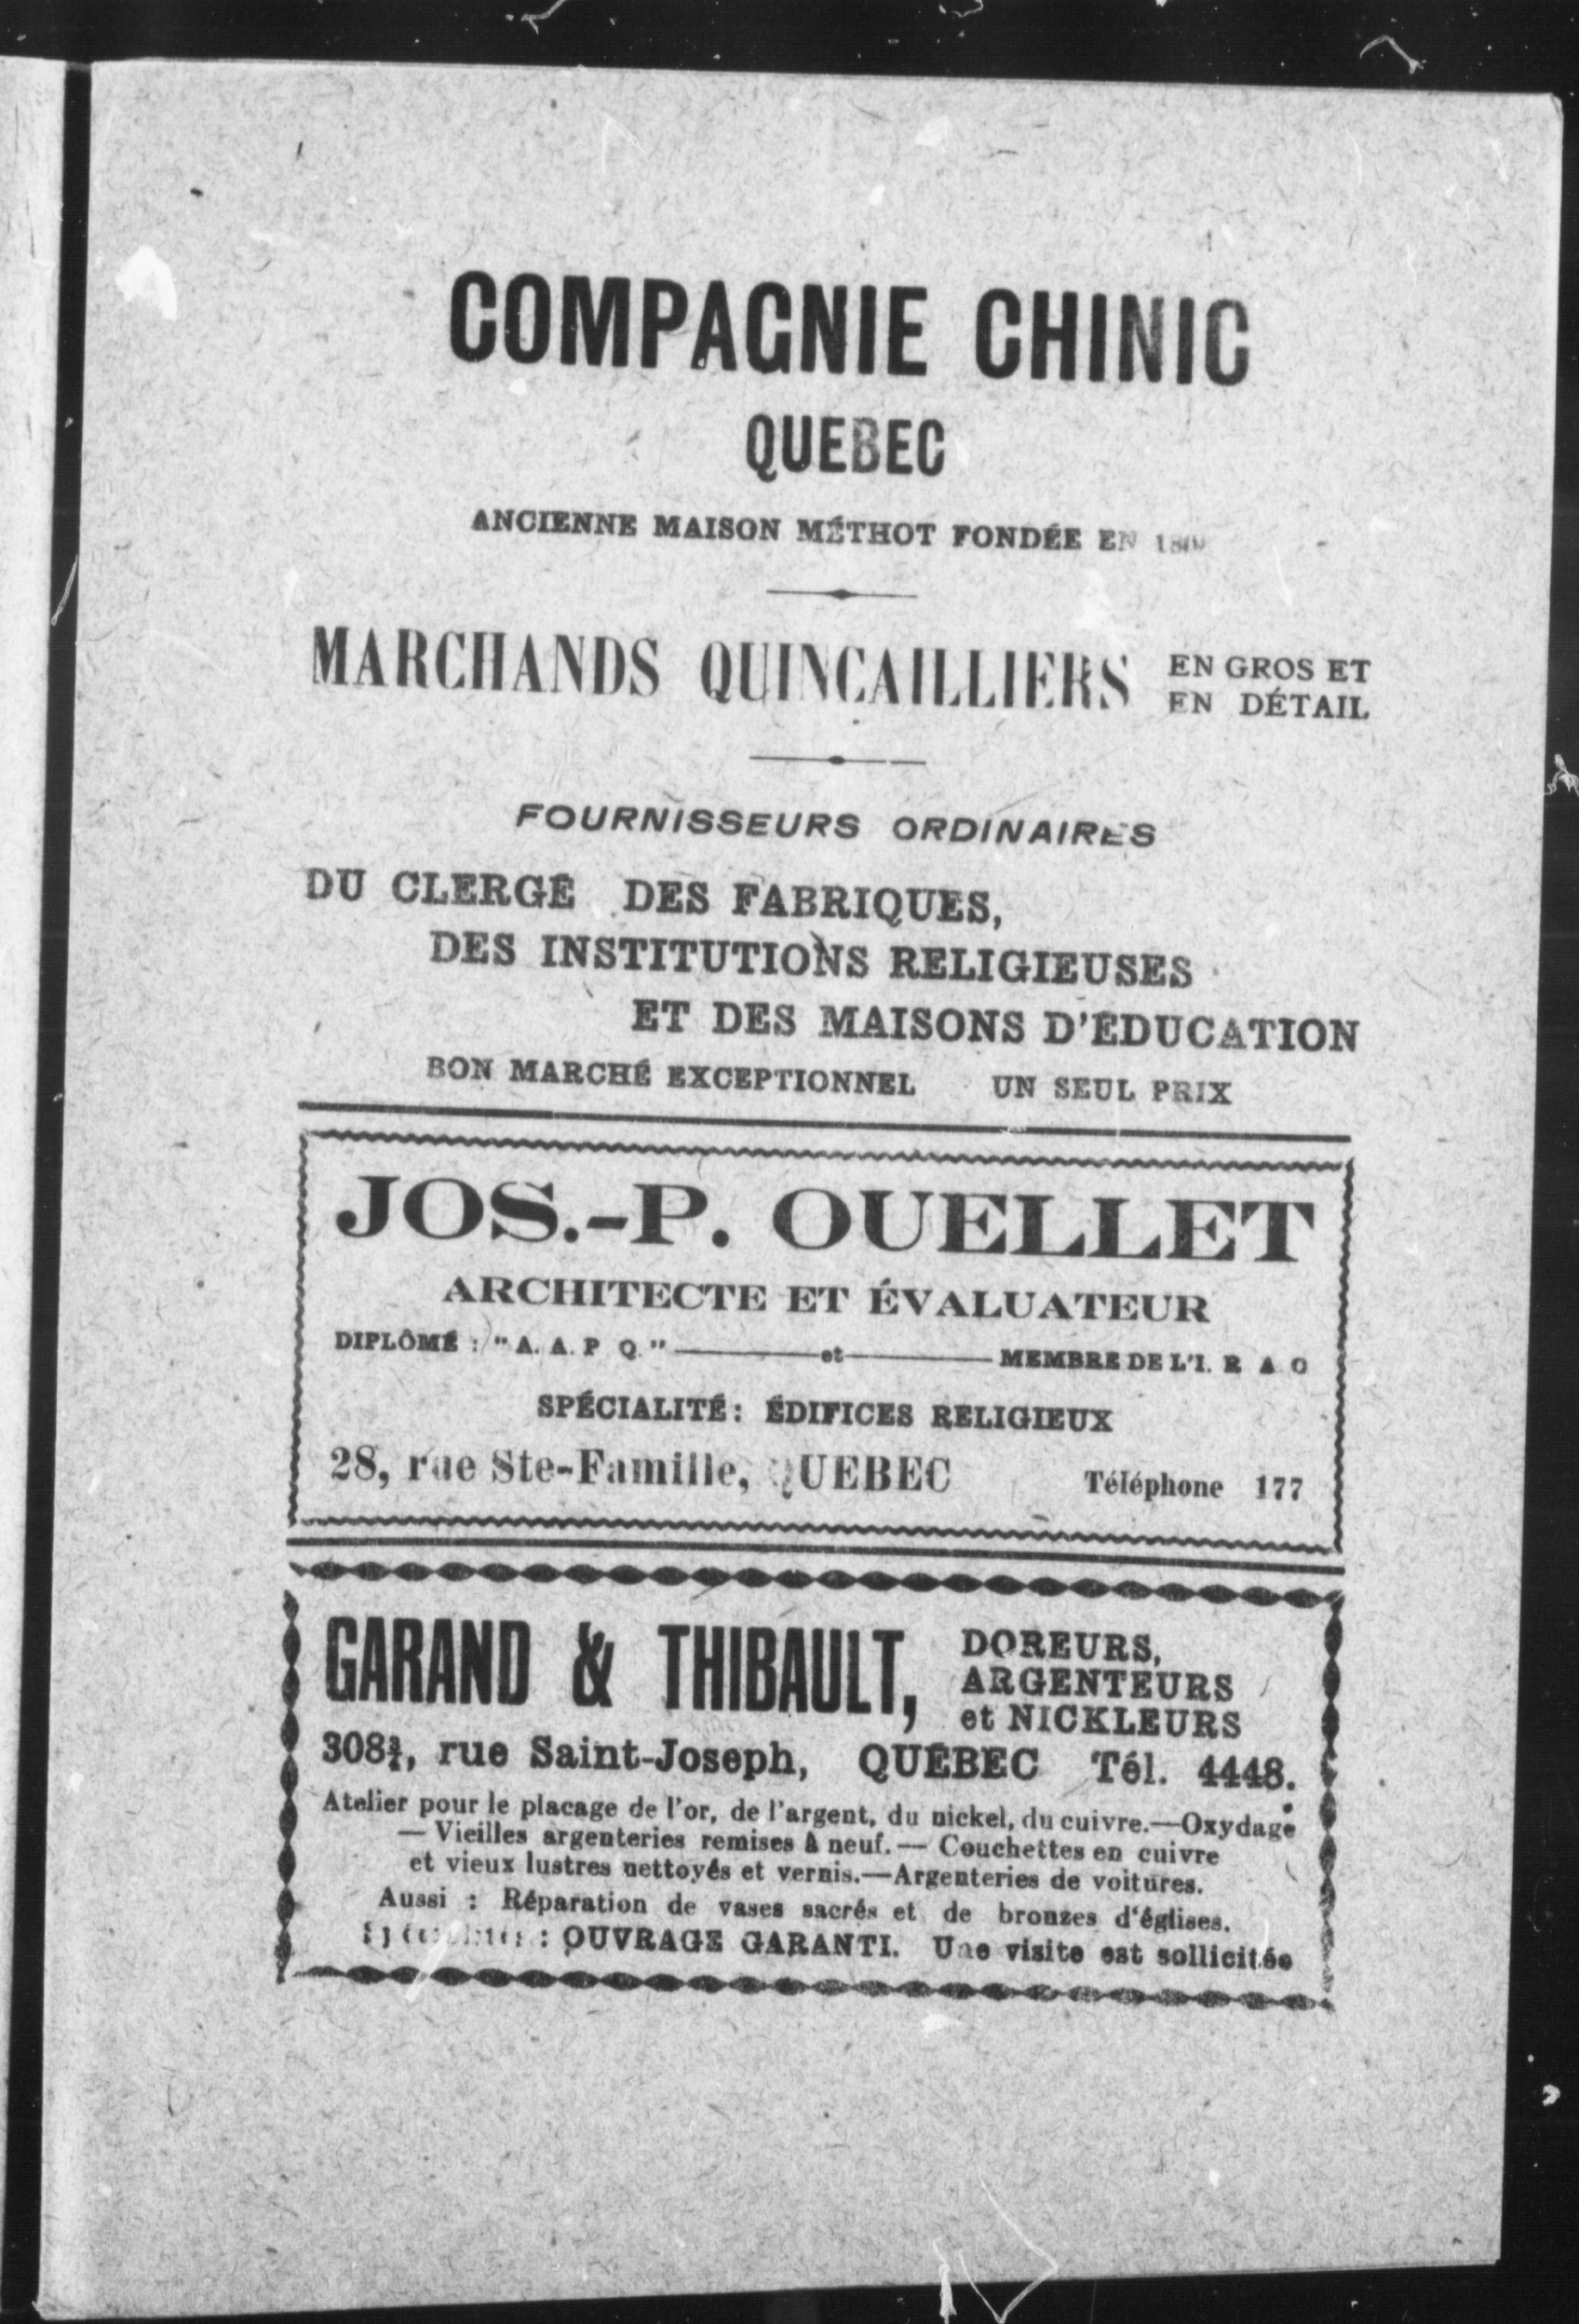 COMPAGNIE CHINIC
QUEBEC
ANCIENNE MAISON MÉTHOT FONDÉE EN
MARCHANDS QUINCAILLIERS EN GROS ET
EN DÉTAIL
FOURNISSEURS ORDINAIRES
DU CLERGÉ DES FABRIQUES,
DES INSTITUTIONS RELIGIEUSES
ET DES MAISONS D'ÉDUCATION
BON MARCHÉ EXCEPTIONNEL UN SEUL PRIX
JOS.-P. OUELLET
ARCHITECTE ET ÉVALUATEUR
DIPLÔMÉ : "A. A. P Q." ——— et ——— MEMBRE DE L'I. R A C
SPÉCIALITÉ: ÉDIFICES RELIGIEUX
28, rue Ste-Famille, QUEBEC Téléphone 177
GARAND & THIBAULT, DOREURS,
ARGENTEURS
et NICKLEURS
308¾, rue Saint-Joseph, QUÉBEC Tél. 4448.
Atelier pour le placage de l'or, de l'argent, du nickel, du cuivre.—Oxydage
— Vieilles argenteries remises à neuf. — Couchettes en cuivre
et vieux lustres nettoyés et vernis.—Argenteries de voitures.
Aussi : Réparation de vases sacrés et de bronzes d'églises.
: OUVRAGE GARANTI. Une visite est sollicitée